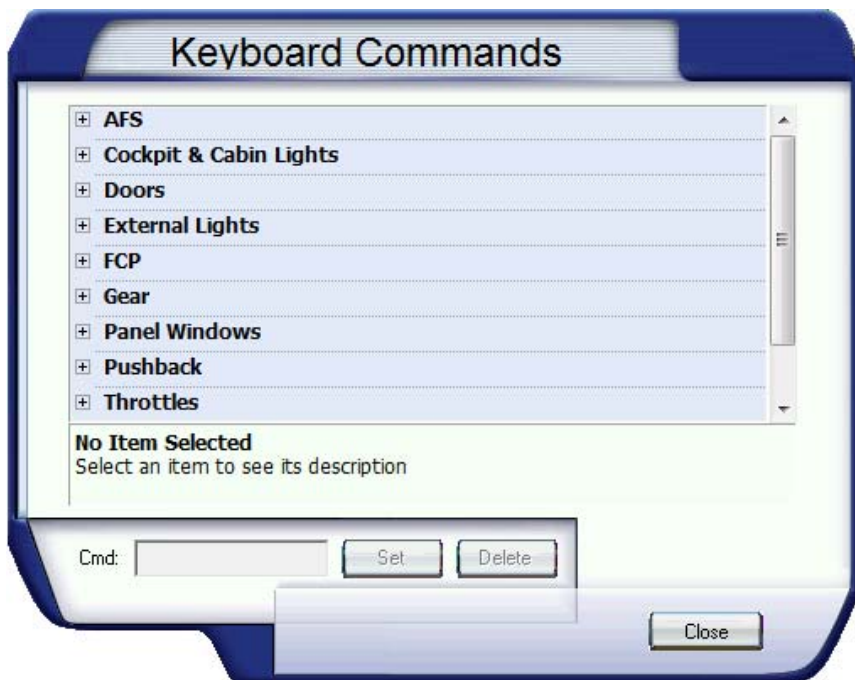 Keyboard Commands
AFS
Cockpit & Cabin Lights
Doors
External Lights
FCP
Gear
Panel Windows
Pushback
Throttles
No Item Selected
Select an item to see its description
Cmd: Set Delete
Close